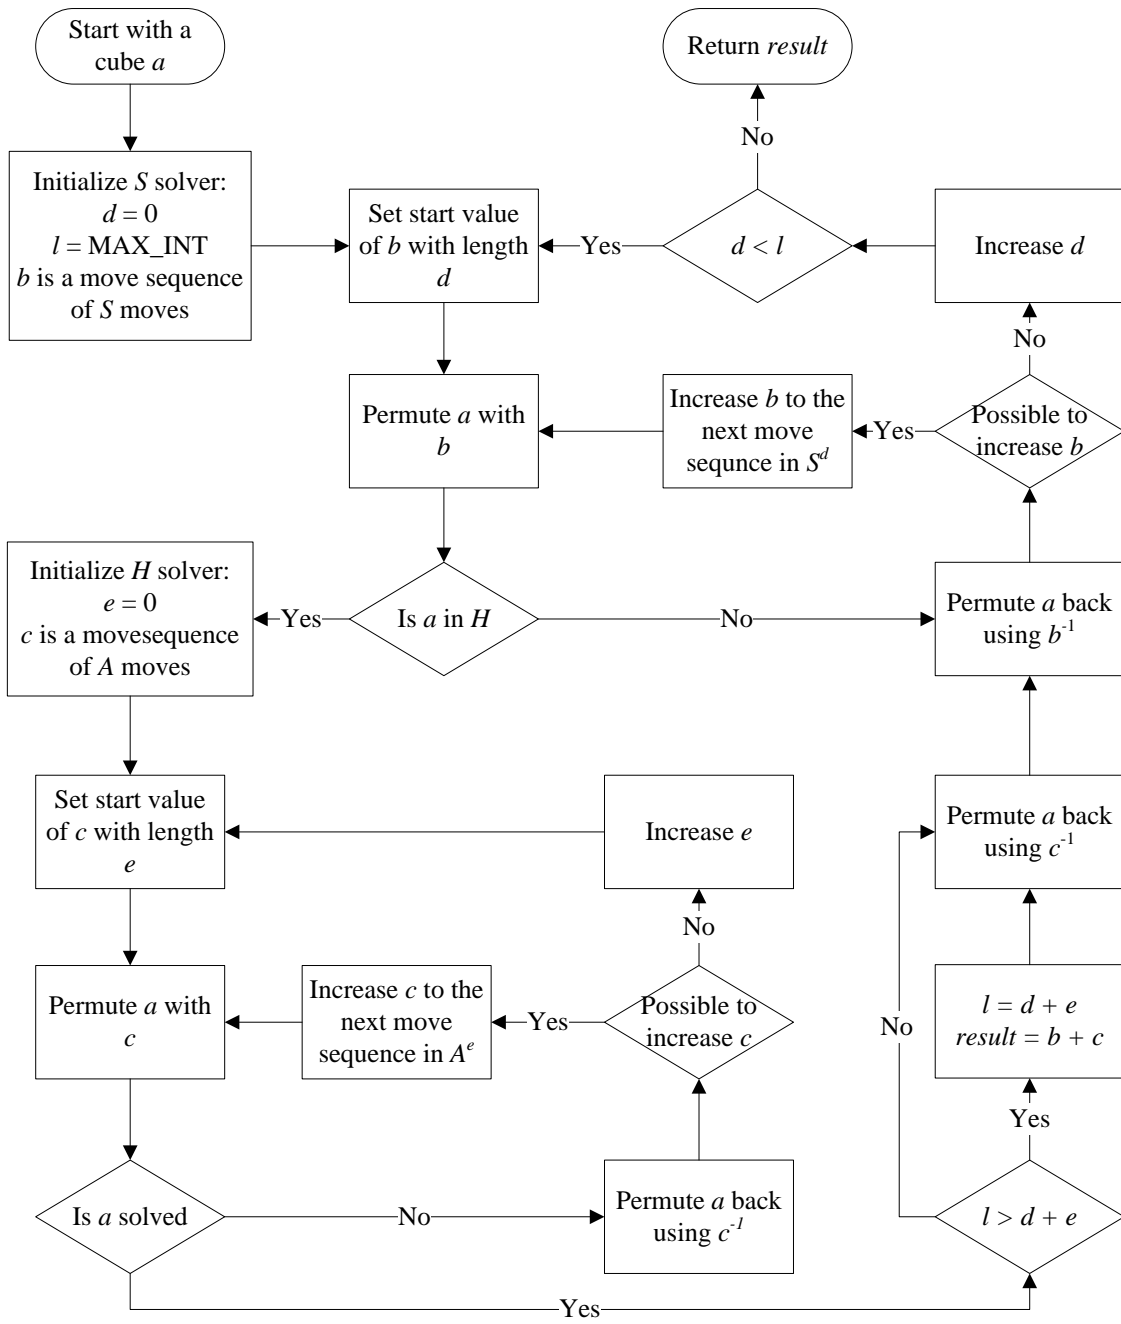 Start with a
cube a
Return result
No
Initialize S solver:
d = 0
l = MAX_INT
b is a move sequence
of S moves
Set start value
of b with length
d
Yes
d < l
Increase d
No
Permute a with
b
Increase b to the
next move
sequnce in S^d
Yes
Possible to
increase b
Initialize H solver:
e = 0
c is a movesequence
of A moves
Yes
Is a in H
No
Permute a back
using b^-1
Set start value
of c with length
e
Increase e
Permute a back
using c^-1
No
Permute a with
c
Increase c to the
next move
sequence in A^e
Yes
Possible to
increase c
No
l = d + e
result = b + c
Yes
Is a solved
No
Permute a back
using c^-1
l > d + e
Yes